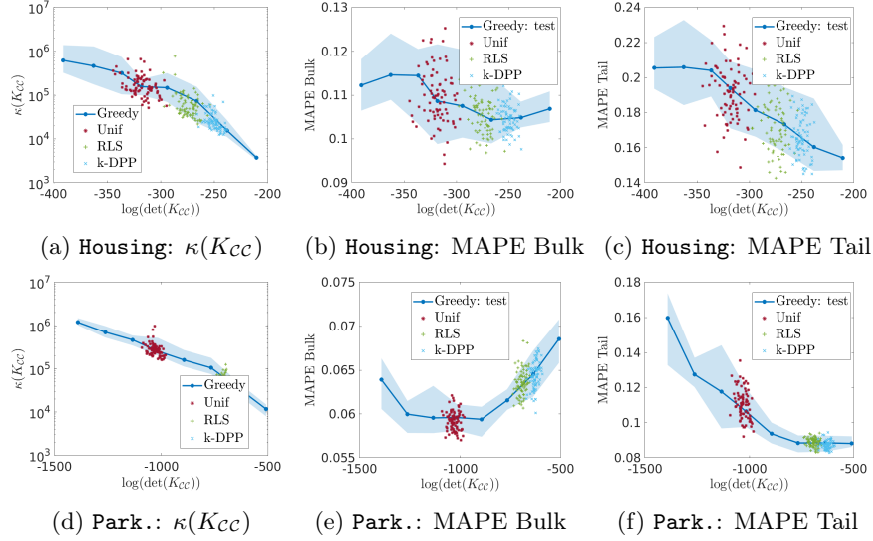 10^7
10^6
10^5
10^4
10^3
κ(K_CC)
Greedy
Unif
RLS
k-DPP
-400 -350 -300 -250 -200
log(det(K_CC))
(a) Housing: κ(K_CC)
0.13
0.12
0.11
0.1
0.09
MAPE Bulk
Greedy: test
Unif
RLS
k-DPP
-400 -350 -300 -250 -200
log(det(K_CC))
(b) Housing: MAPE Bulk
0.24
0.22
0.2
0.18
0.16
0.14
MAPE Tail
Greedy: test
Unif
RLS
k-DPP
-400 -350 -300 -250 -200
log(det(K_CC))
(c) Housing: MAPE Tail
10^7
10^6
10^5
10^4
10^3
κ(K_CC)
Greedy
Unif
RLS
k-DPP
-1500 -1000 -500
log(det(K_CC))
(d) Park.: κ(K_CC)
0.075
0.07
0.065
0.06
0.055
MAPE Bulk
Greedy: test
Unif
RLS
k-DPP
-1500 -1000 -500
log(det(K_CC))
(e) Park.: MAPE Bulk
0.18
0.16
0.14
0.12
0.1
0.08
MAPE Tail
Greedy: test
Unif
RLS
k-DPP
-1500 -1000 -500
log(det(K_CC))
(f) Park.: MAPE Tail